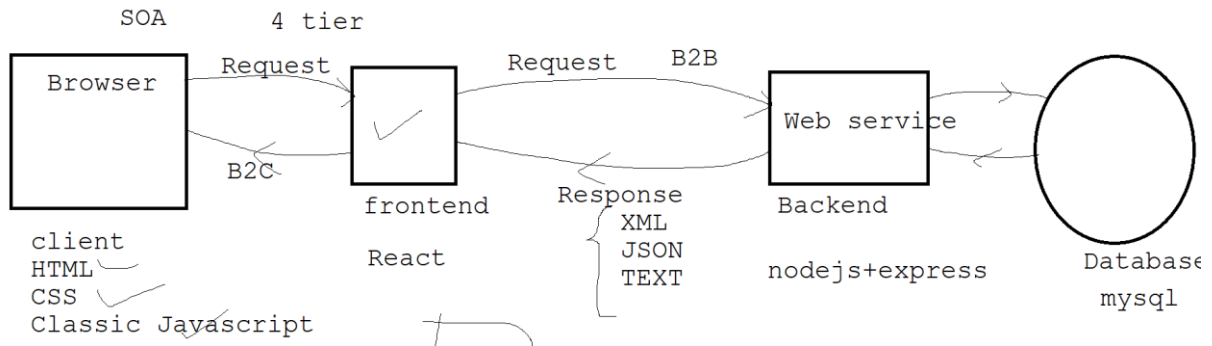 SOA
4 tier
Browser
Request
B2C
frontend
React
Request
B2B
Response
XML
JSON
TEXT
Web service
Backend
nodejs+express
Database
mysql
client
HTML
CSS
Classic Javascript